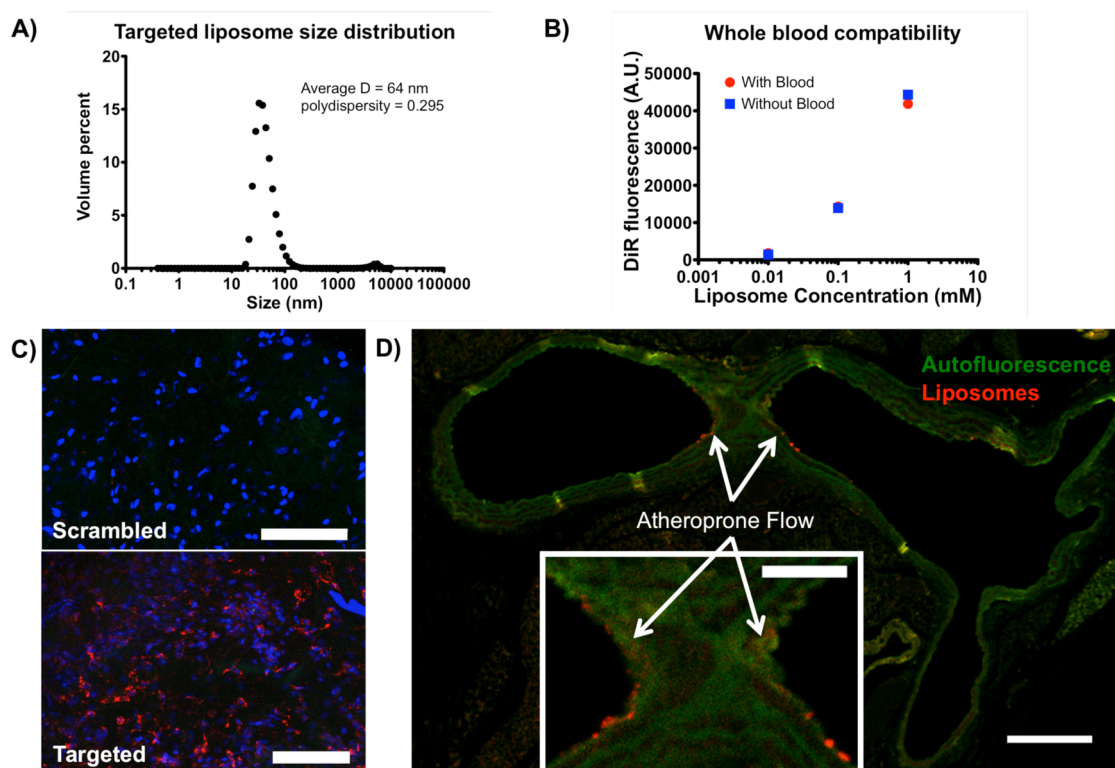 A)
Targeted liposome size distribution
Average D = 64 nm
polydispersity = 0.295
Volume percent
20
15
10
5
0
0.1 1 10 100 1000 10000 100000
Size (nm)
B)
Whole blood compatibility
With Blood
Without Blood
DiR fluorescence (A.U.)
50000
40000
30000
20000
10000
0
0.001 0.01 0.1 1 10
Liposome Concentration (mM)
C)
Scrambled
Targeted
D)
Autofluorescence
Liposomes
Atheroprone Flow